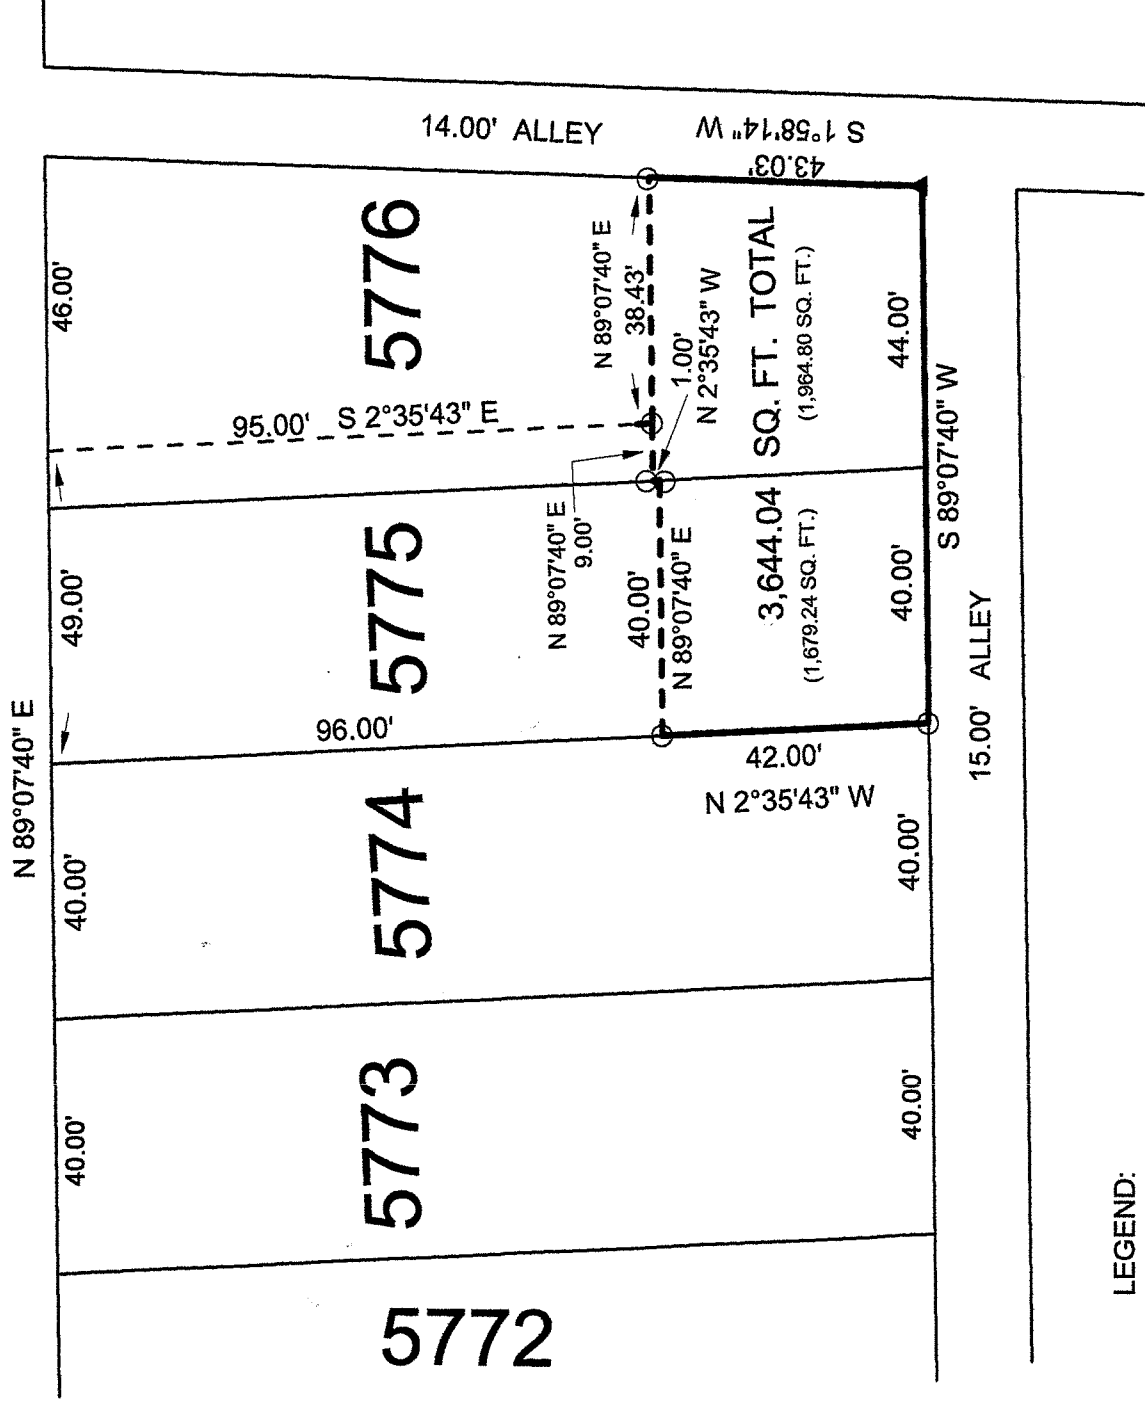 N 89°07'40" E
40.00'
40.00'
49.00'
46.00'
5772
5773
5774
5775
5776
96.00'
95.00'
S 2°35'43" E
14.00' ALLEY
N 89°07'40" E
9.00'
N 89°07'40" E
38.43'
40.00'
N 89°07'40" E
1.00'
N 2°35'43" W
S 1°58'14" W
43.03'
42.00'
N 2°35'43" W
3,644.04 SQ. FT. TOTAL
(1,679.24 SQ. FT.)
(1,964.80 SQ. FT.)
40.00'
40.00'
40.00'
44.00'
S 89°07'40" W
15.00' ALLEY
LEGEND: